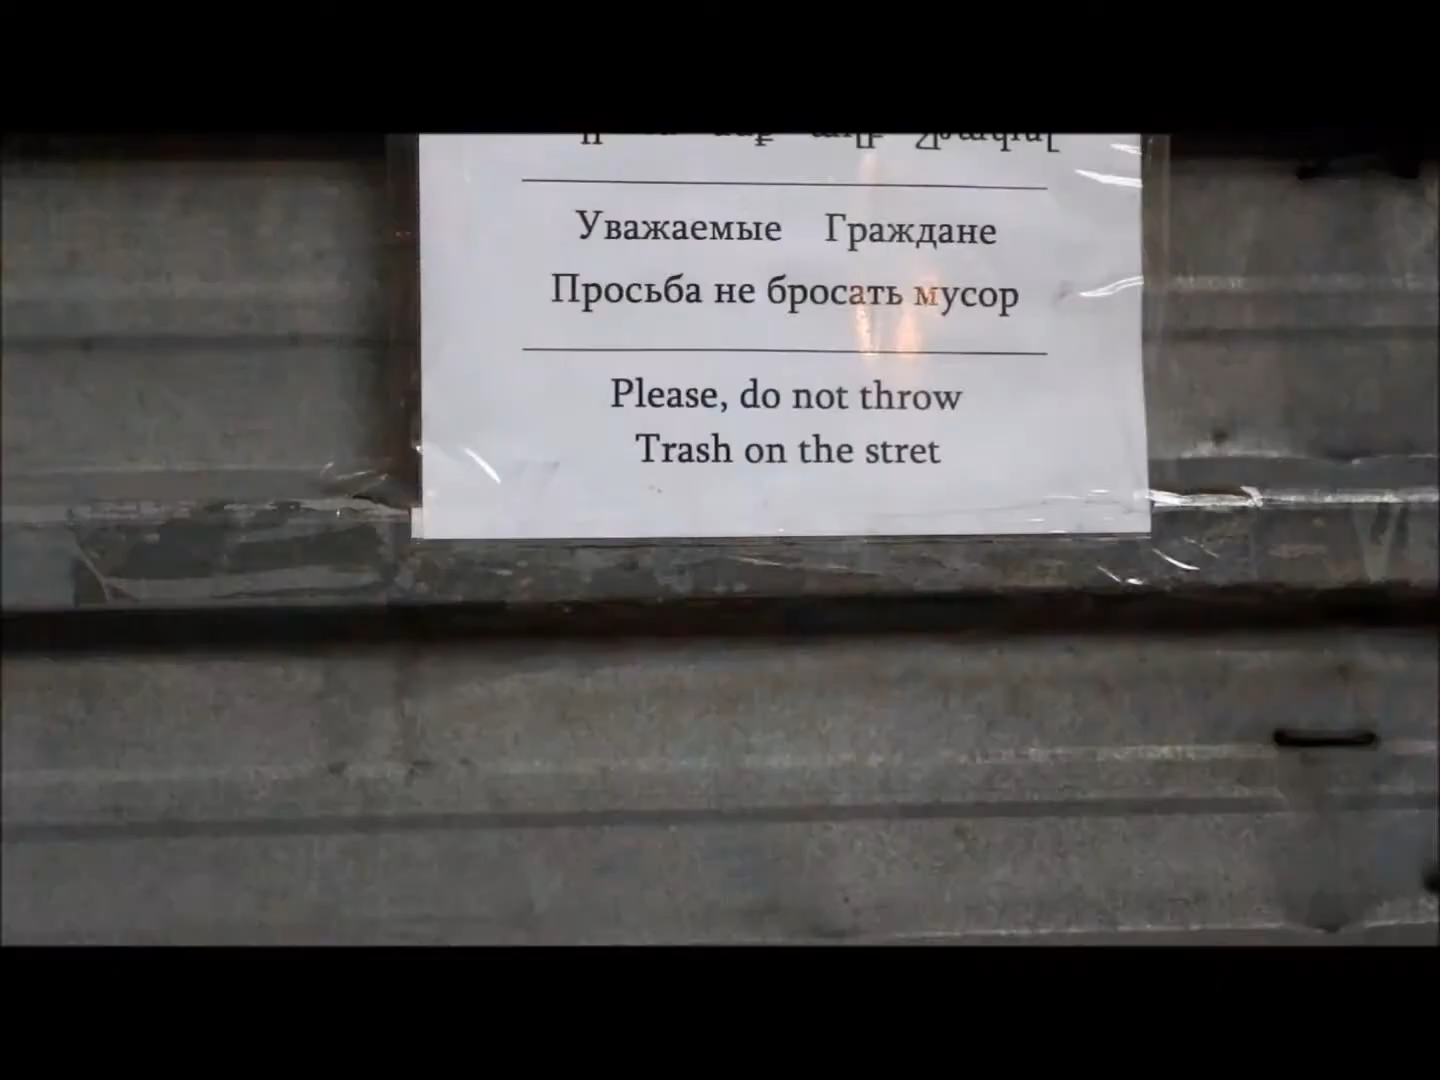 Уважаемые Граждане
Просьба не бросать мусор
Please, do not throw
Trash on the stret